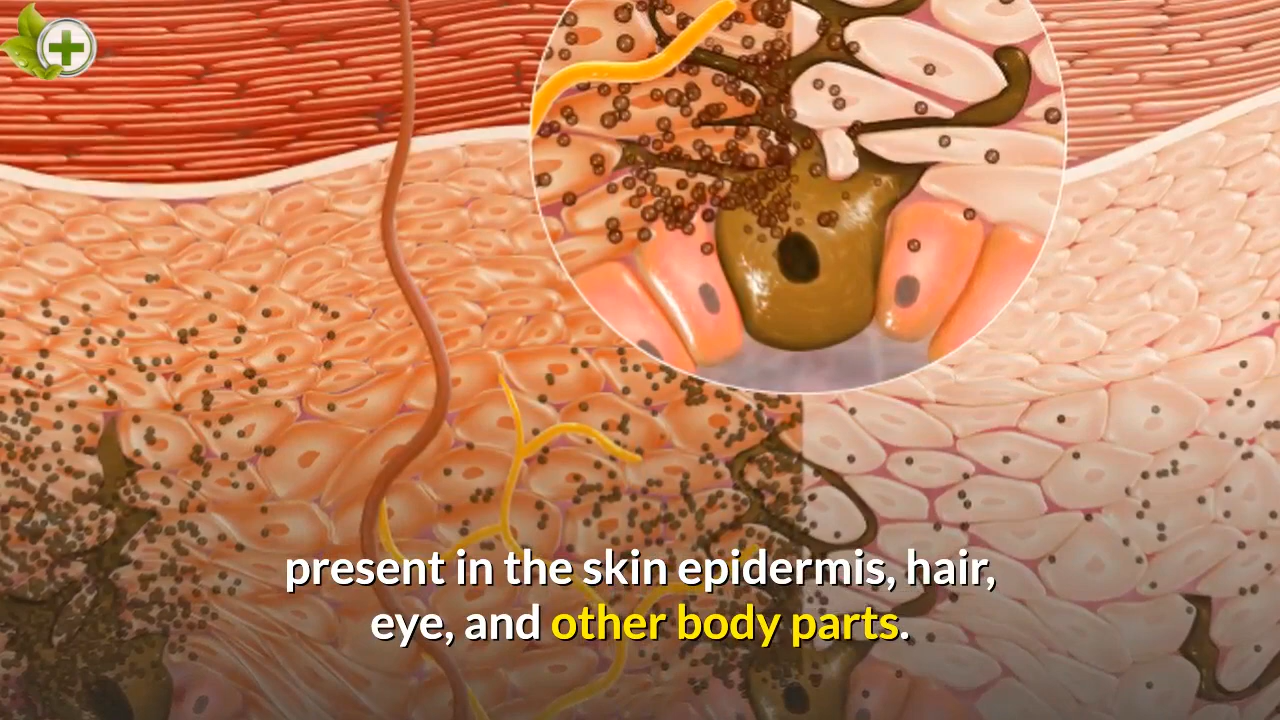 present in the skin epidermis, hair,
eye, and other body parts.